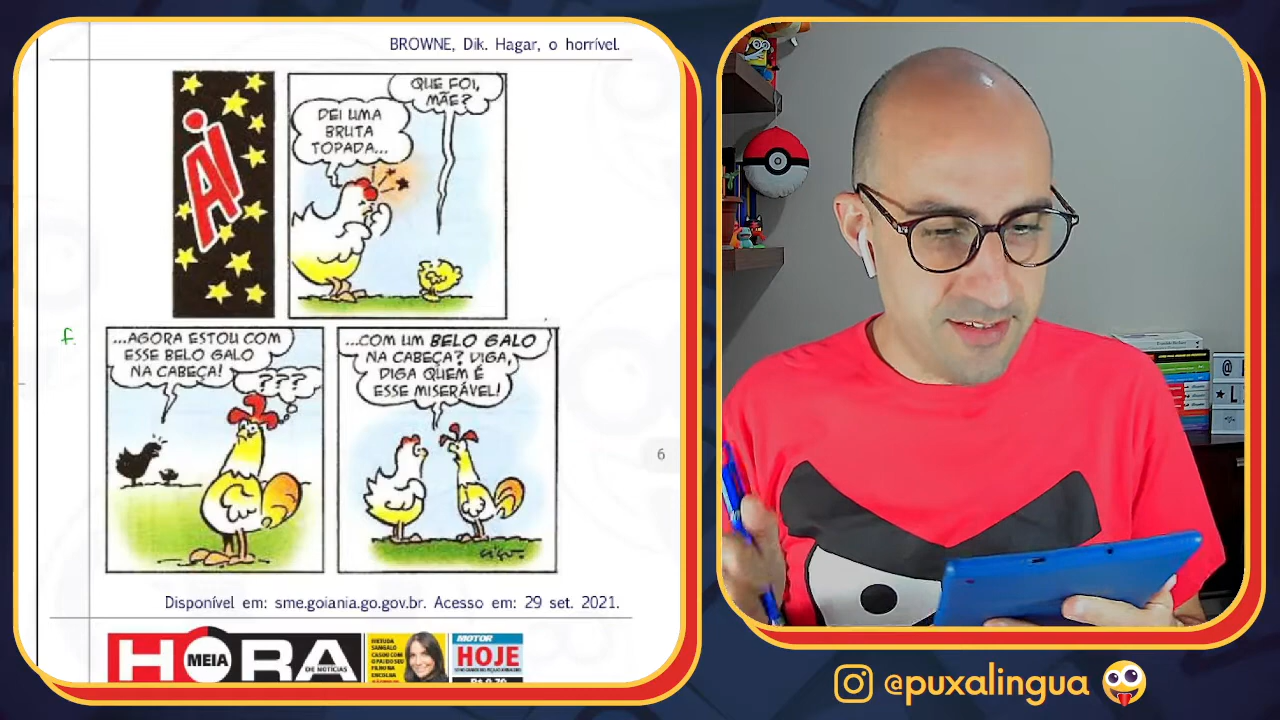 BROWNE, Dik. Hagar, o horrível.
AI
DEI UMA
BRUTA
TOPADA...
QUE FOI,
MÃE?
f.
...AGORA ESTOU COM
ESSE BELO GALO
NA CABEÇA!
???
...COM UM BELO GALO
NA CABEÇA? DIGA,
DIGA QUEM É
ESSE MISERÁVEL!
6
Disponível em: sme.goiania.go.gov.br. Acesso em: 29 set. 2021.
MEIA
HORA
DE NOTÍCIAS
MOTOR
HOJE
@puxalingua